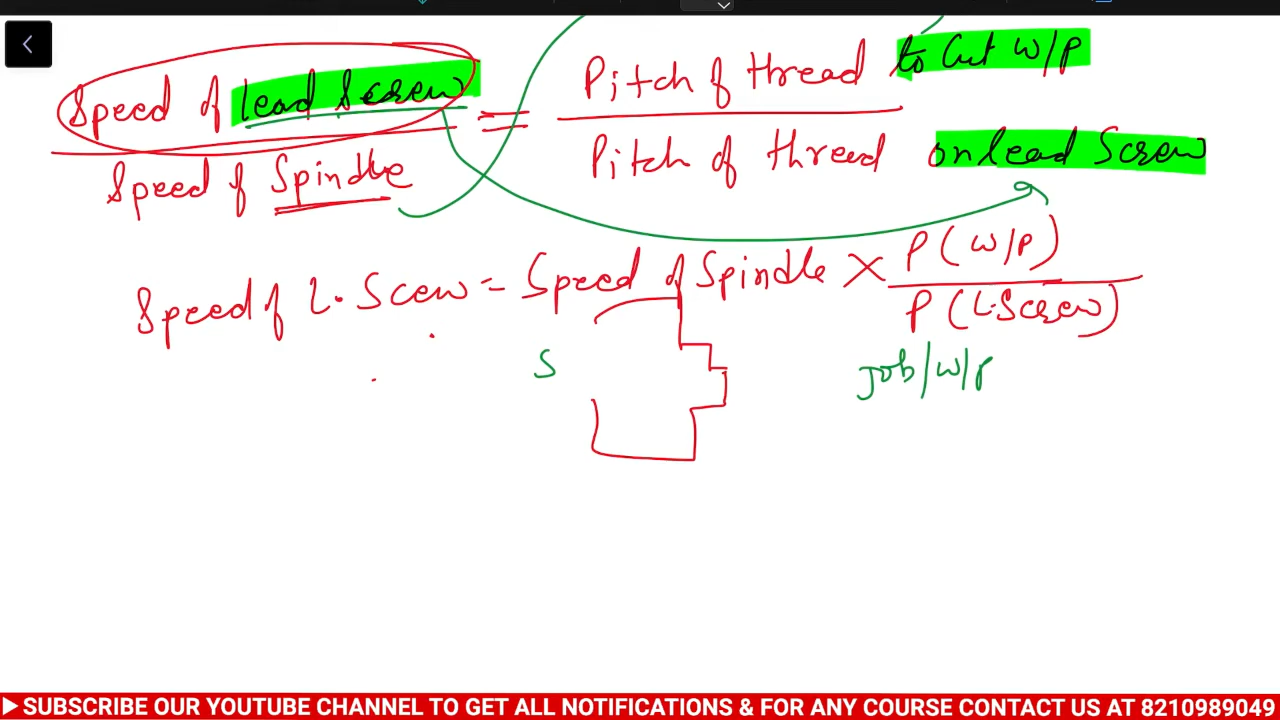 Speed of lead Screw = Pitch of thread to Cut W/P
Speed of Spindle Pitch of thread on lead Screw
Speed of L. Scew = Speed of Spindle × P (W/P)
P (L.Screw)
S Job/W/P
▶ SUBSCRIBE OUR YOUTUBE CHANNEL TO GET ALL NOTIFICATIONS & FOR ANY COURSE CONTACT US AT 8210989049